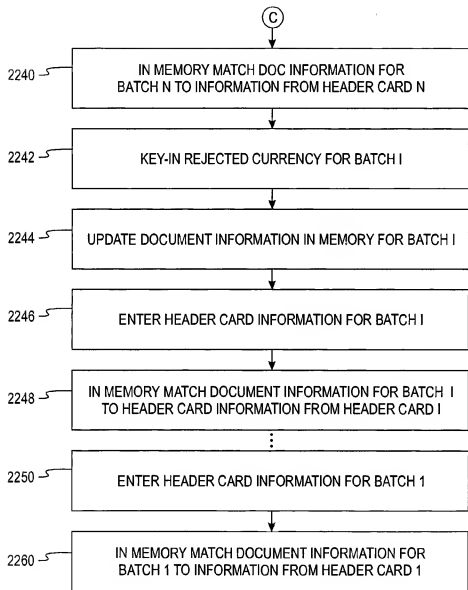 C
2240
IN MEMORY MATCH DOC INFORMATION FOR
BATCH N TO INFORMATION FROM HEADER CARD N
2242
KEY-IN REJECTED CURRENCY FOR BATCH I
2244
UPDATE DOCUMENT INFORMATION IN MEMORY FOR BATCH I
2246
ENTER HEADER CARD INFORMATION FOR BATCH I
2248
IN MEMORY MATCH DOCUMENT INFORMATION FOR BATCH I
TO HEADER CARD INFORMATION FROM HEADER CARD I
2250
ENTER HEADER CARD INFORMATION FOR BATCH 1
2260
IN MEMORY MATCH DOCUMENT INFORMATION FOR
BATCH 1 TO INFORMATION FROM HEADER CARD 1